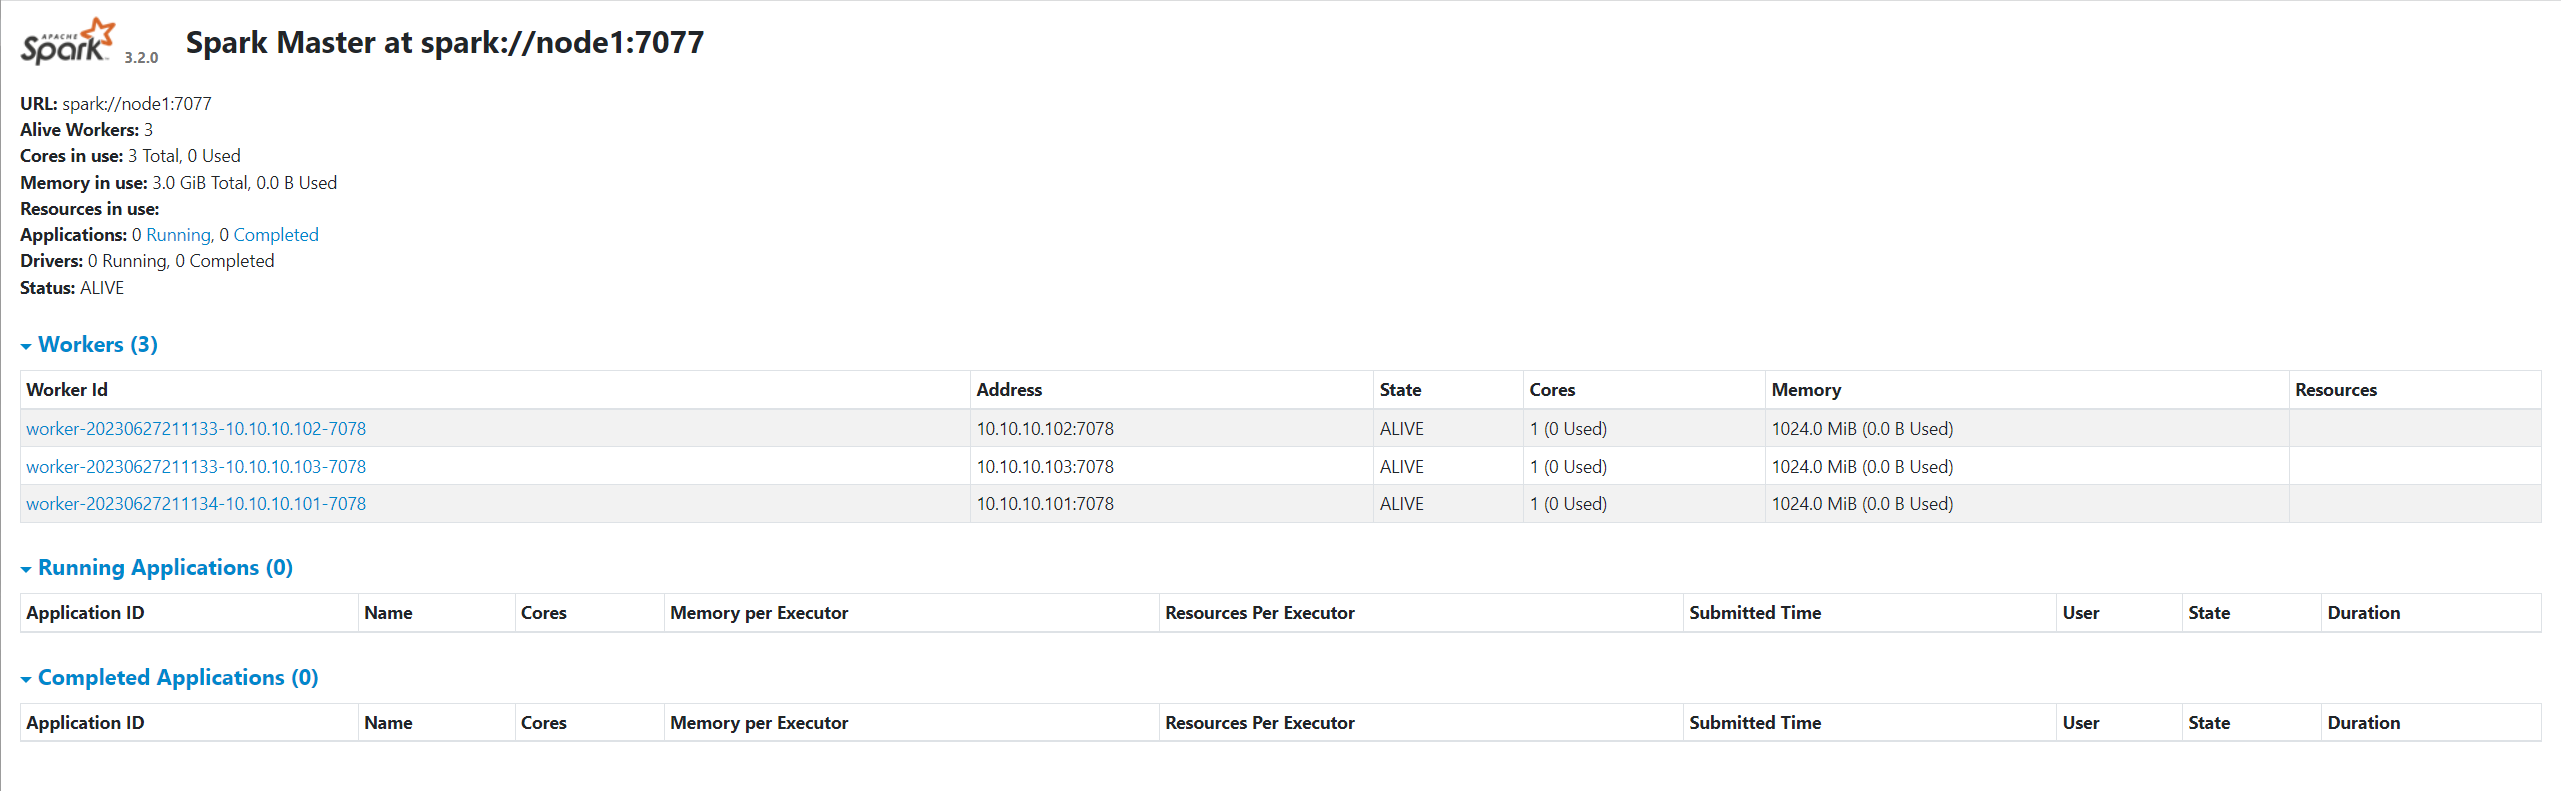 APACHE
Spark 3.2.0 Spark Master at spark://node1:7077
URL: spark://node1:7077
Alive Workers: 3
Cores in use: 3 Total, 0 Used
Memory in use: 3.0 GiB Total, 0.0 B Used
Resources in use:
Applications: 0 Running, 0 Completed
Drivers: 0 Running, 0 Completed
Status: ALIVE
Workers (3)
Worker Id Address State Cores Memory Resources
worker-20230627211133-10.10.10.102-7078 10.10.10.102:7078 ALIVE 1 (0 Used) 1024.0 MiB (0.0 B Used)
worker-20230627211133-10.10.10.103-7078 10.10.10.103:7078 ALIVE 1 (0 Used) 1024.0 MiB (0.0 B Used)
worker-20230627211134-10.10.10.101-7078 10.10.10.101:7078 ALIVE 1 (0 Used) 1024.0 MiB (0.0 B Used)
Running Applications (0)
Application ID Name Cores Memory per Executor Resources Per Executor Submitted Time User State Duration
Completed Applications (0)
Application ID Name Cores Memory per Executor Resources Per Executor Submitted Time User State Duration